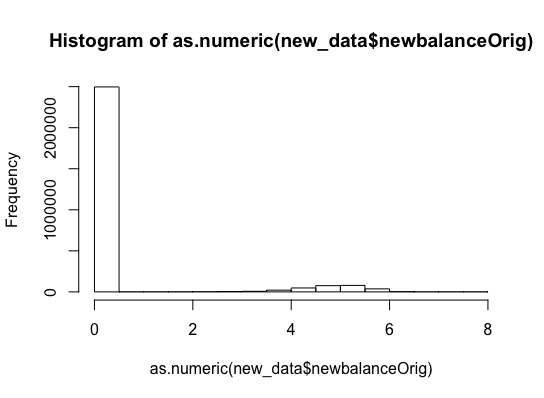 Histogram of as.numeric(new_data$newbalanceOrig)
Frequency
2000000
1000000
0
0 2 4 6 8
as.numeric(new_data$newbalanceOrig)